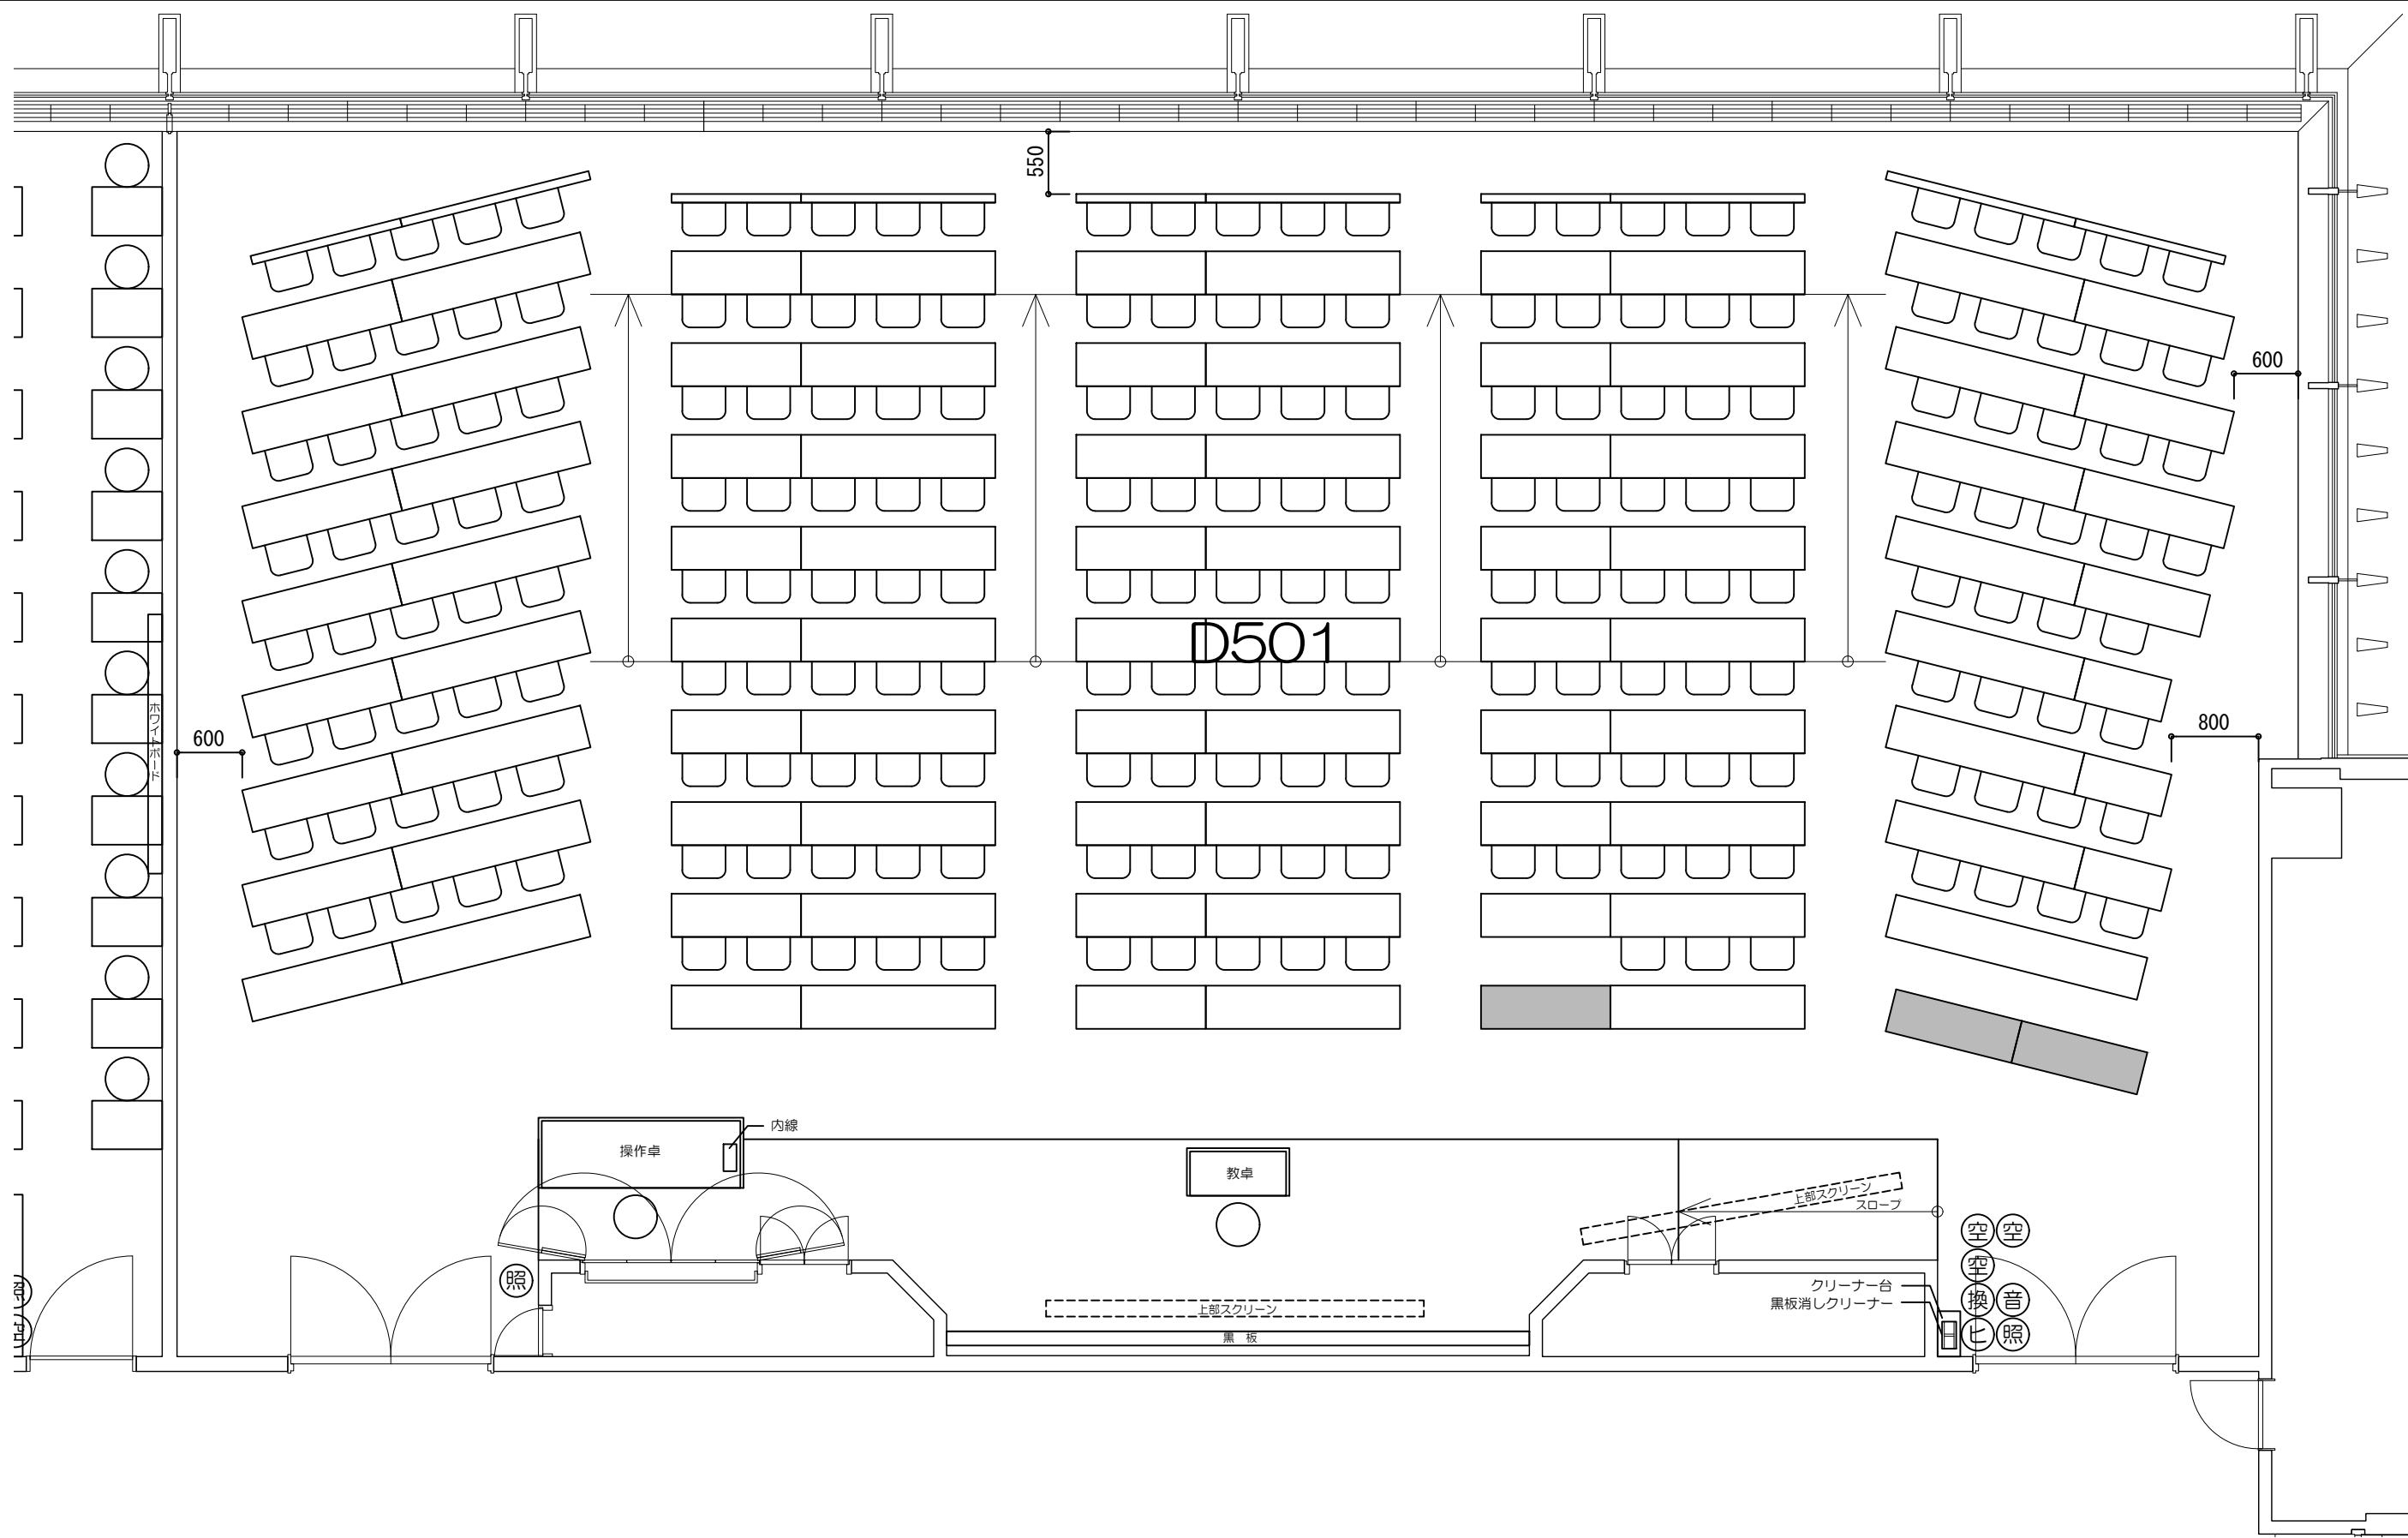 550
600
D501
ホワイトボード
600
800
内線
操作卓
教卓
上部スクリーン
スロープ
空 空
空
照
クリーナー台
換 音
黒板消しクリーナー
上部スクリーン
ヒ 照
黒 板